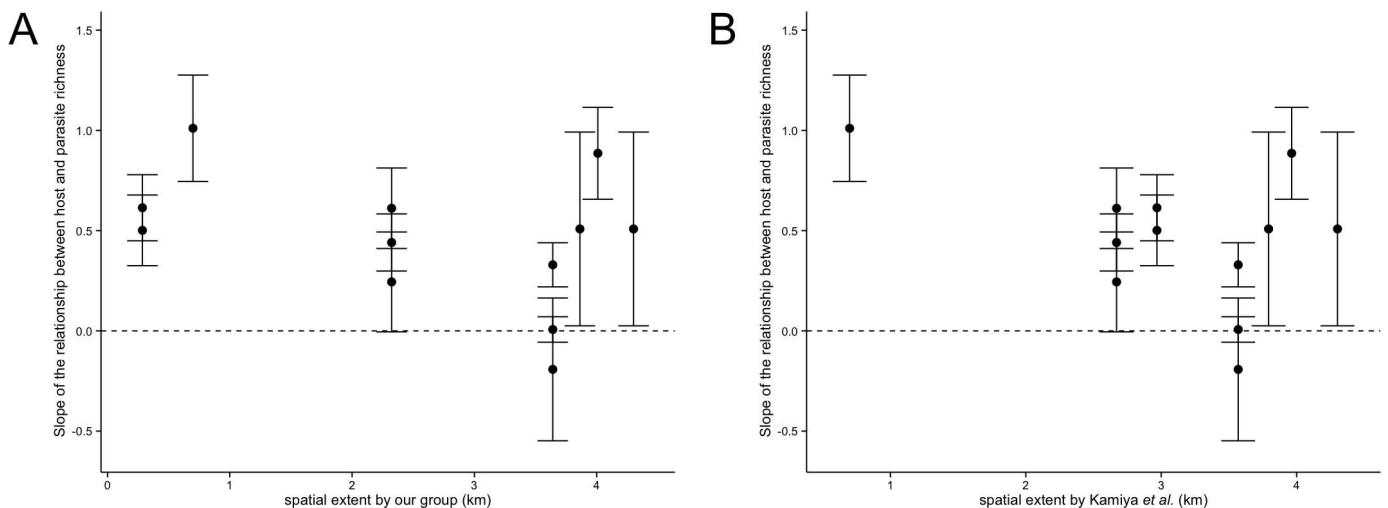 A
Slope of the relationship between host and parasite richness
1.5
1.0
0.5
0.0
-0.5
0 1 2 3 4
spatial extent by our group (km)
B
Slope of the relationship between host and parasite richness
1.5
1.0
0.5
0.0
-0.5
1 2 3 4
spatial extent by Kamiya et al. (km)